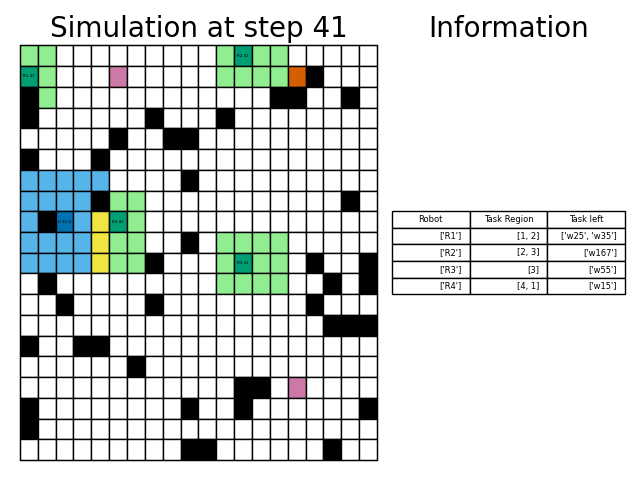 Simulation at step 41
Information
Robot Task Region Task left
['R1'] [1, 2] ['w25', 'w35']
['R2'] [2, 3] ['w167']
['R3'] [3] ['w55']
['R4'] [4, 1] ['w15']